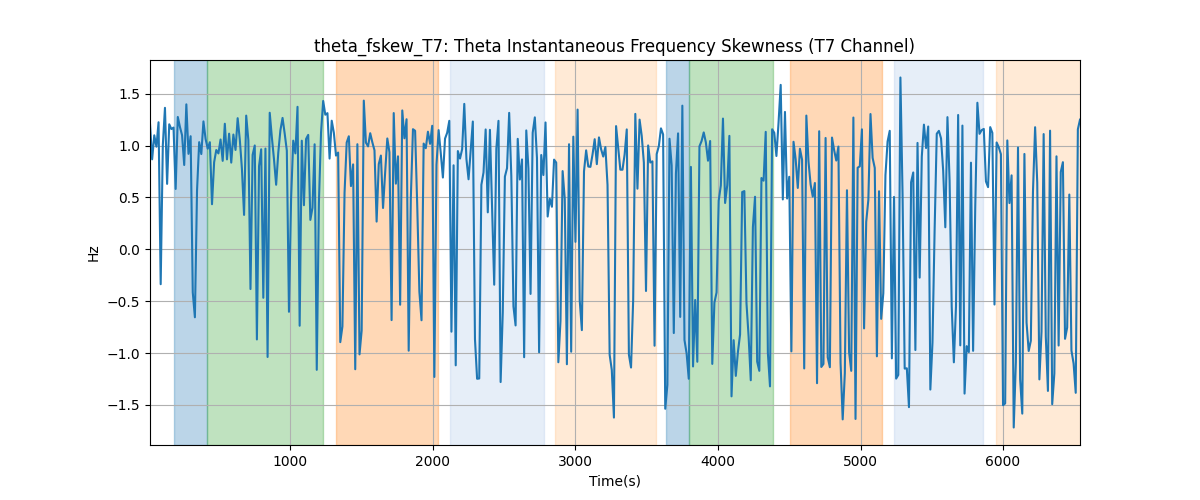 theta_fskew_T7: Theta Instantaneous Frequency Skewness (T7 Channel)
1.5
1.0
0.5
0.0
−0.5
−1.0
−1.5
Hz
1000 2000 3000 4000 5000 6000
Time(s)